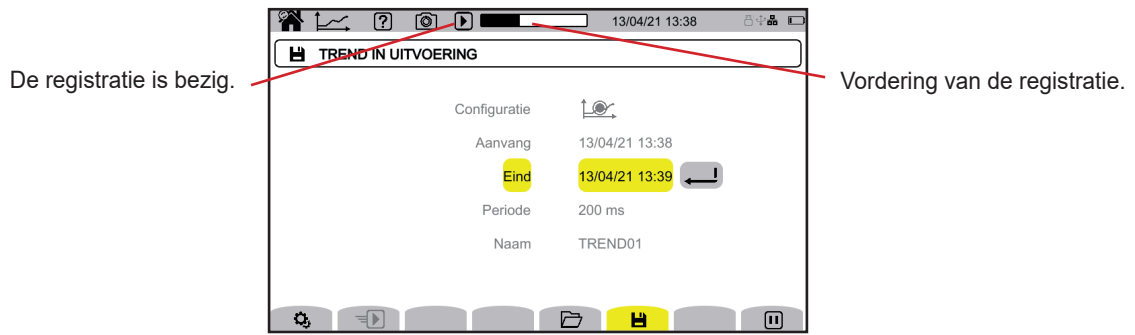 13/04/21 13:38
TREND IN UITVOERING
De registratie is bezig.
Vordering van de registratie.
Configuratie
Aanvang 13/04/21 13:38
Eind 13/04/21 13:39
Periode 200 ms
Naam TREND01